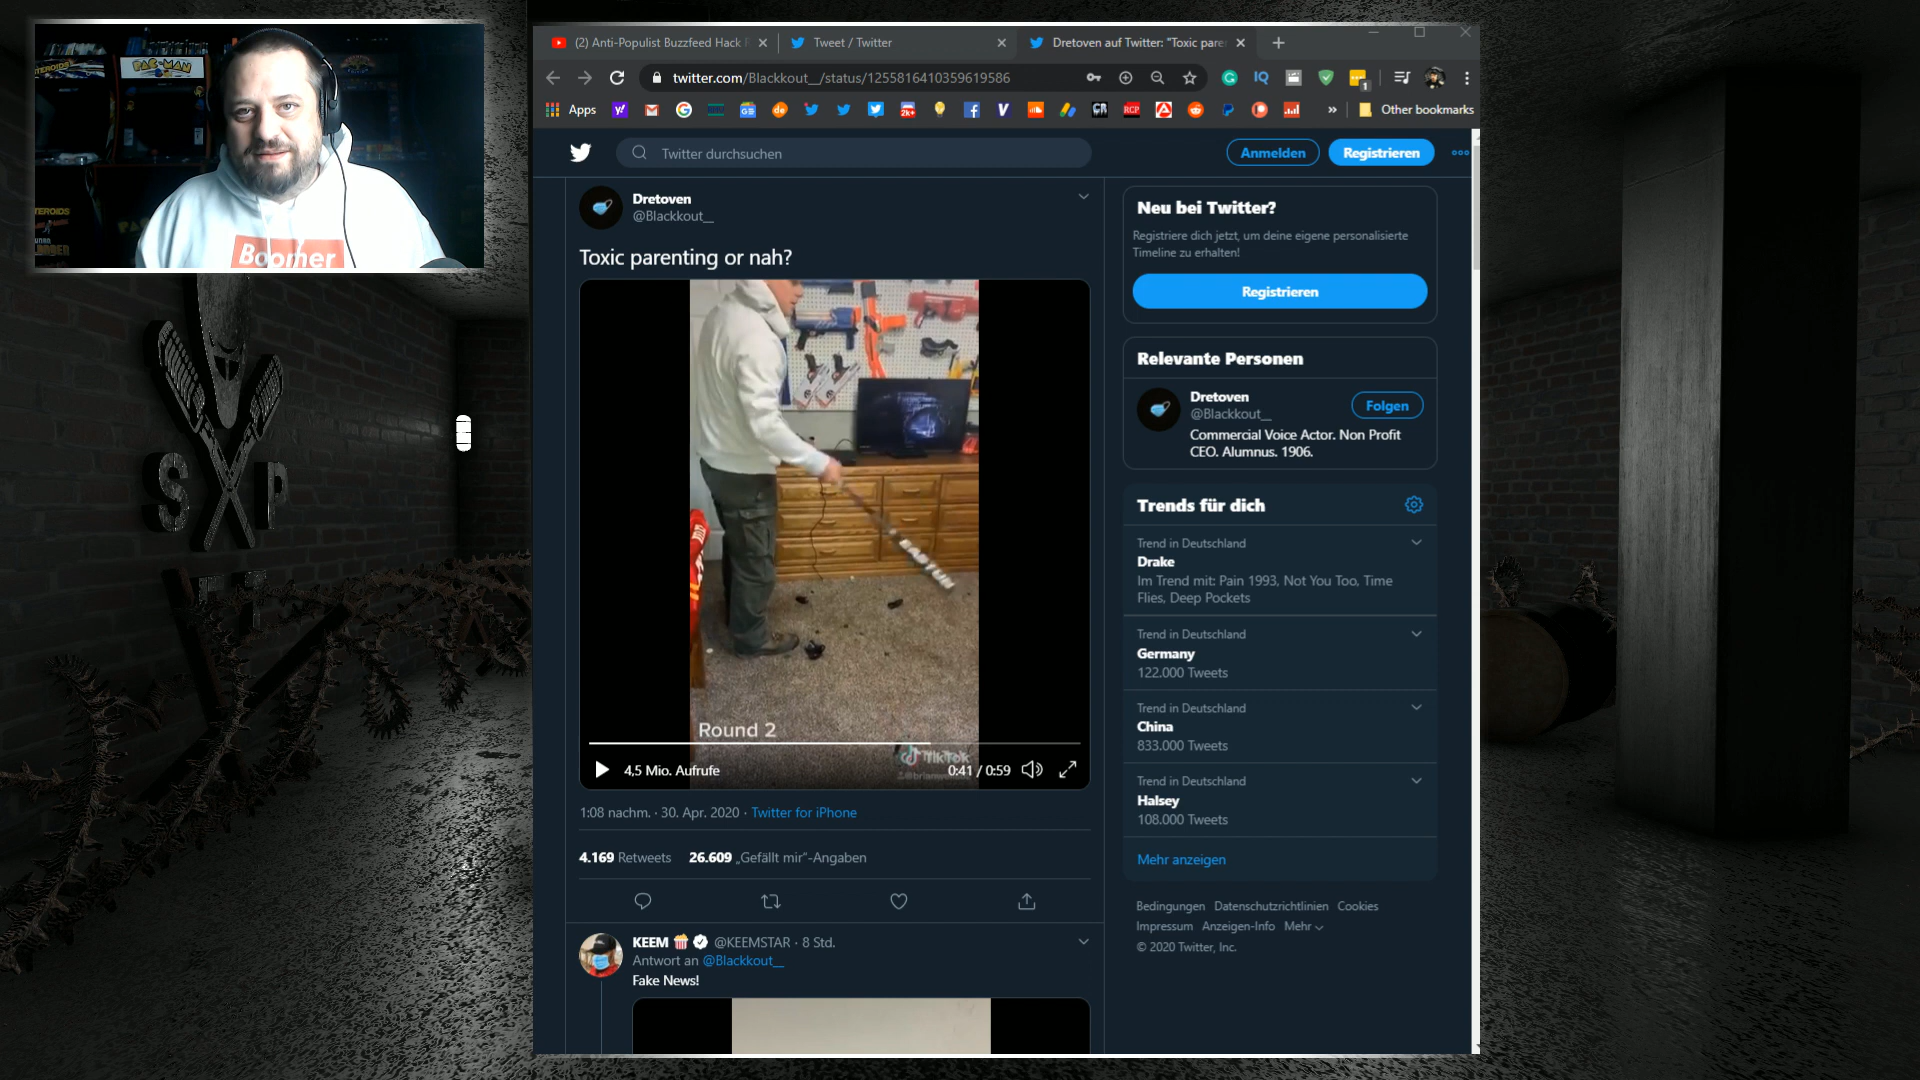 (2) Anti-Populist Buzzfeed Hack
Tweet / Twitter
Dretoven auf Twitter: "Toxic pare
twitter.com/Blackkout__/status/1255816410359619586
Apps
Other bookmarks
PAC-MAN
Boomer
S P
Twitter durchsuchen
Anmelden
Registrieren
Dretoven
@Blackkout__
Toxic parenting or nah?
Round 2
TikTok
4,5 Mio. Aufrufe
0:41 / 0:59
1:08 nachm. · 30. Apr. 2020 · Twitter for iPhone
4.169 Retweets 26.609 „Gefällt mir“-Angaben
KEEM @KEEMSTAR · 8 Std.
Antwort an @Blackkout__
Fake News!
Neu bei Twitter?
Registriere dich jetzt, um deine eigene personalisierte
Timeline zu erhalten!
Registrieren
Relevante Personen
Dretoven
@Blackkout__
Folgen
Commercial Voice Actor. Non Profit
CEO. Alumnus. 1906.
Trends für dich
Trend in Deutschland
Drake
Im Trend mit: Pain 1993, Not You Too, Time
Flies, Deep Pockets
Trend in Deutschland
Germany
122.000 Tweets
Trend in Deutschland
China
833.000 Tweets
Trend in Deutschland
Halsey
108.000 Tweets
Mehr anzeigen
Bedingungen Datenschutzrichtlinien Cookies
Impressum Anzeigen-Info Mehr
© 2020 Twitter, Inc.